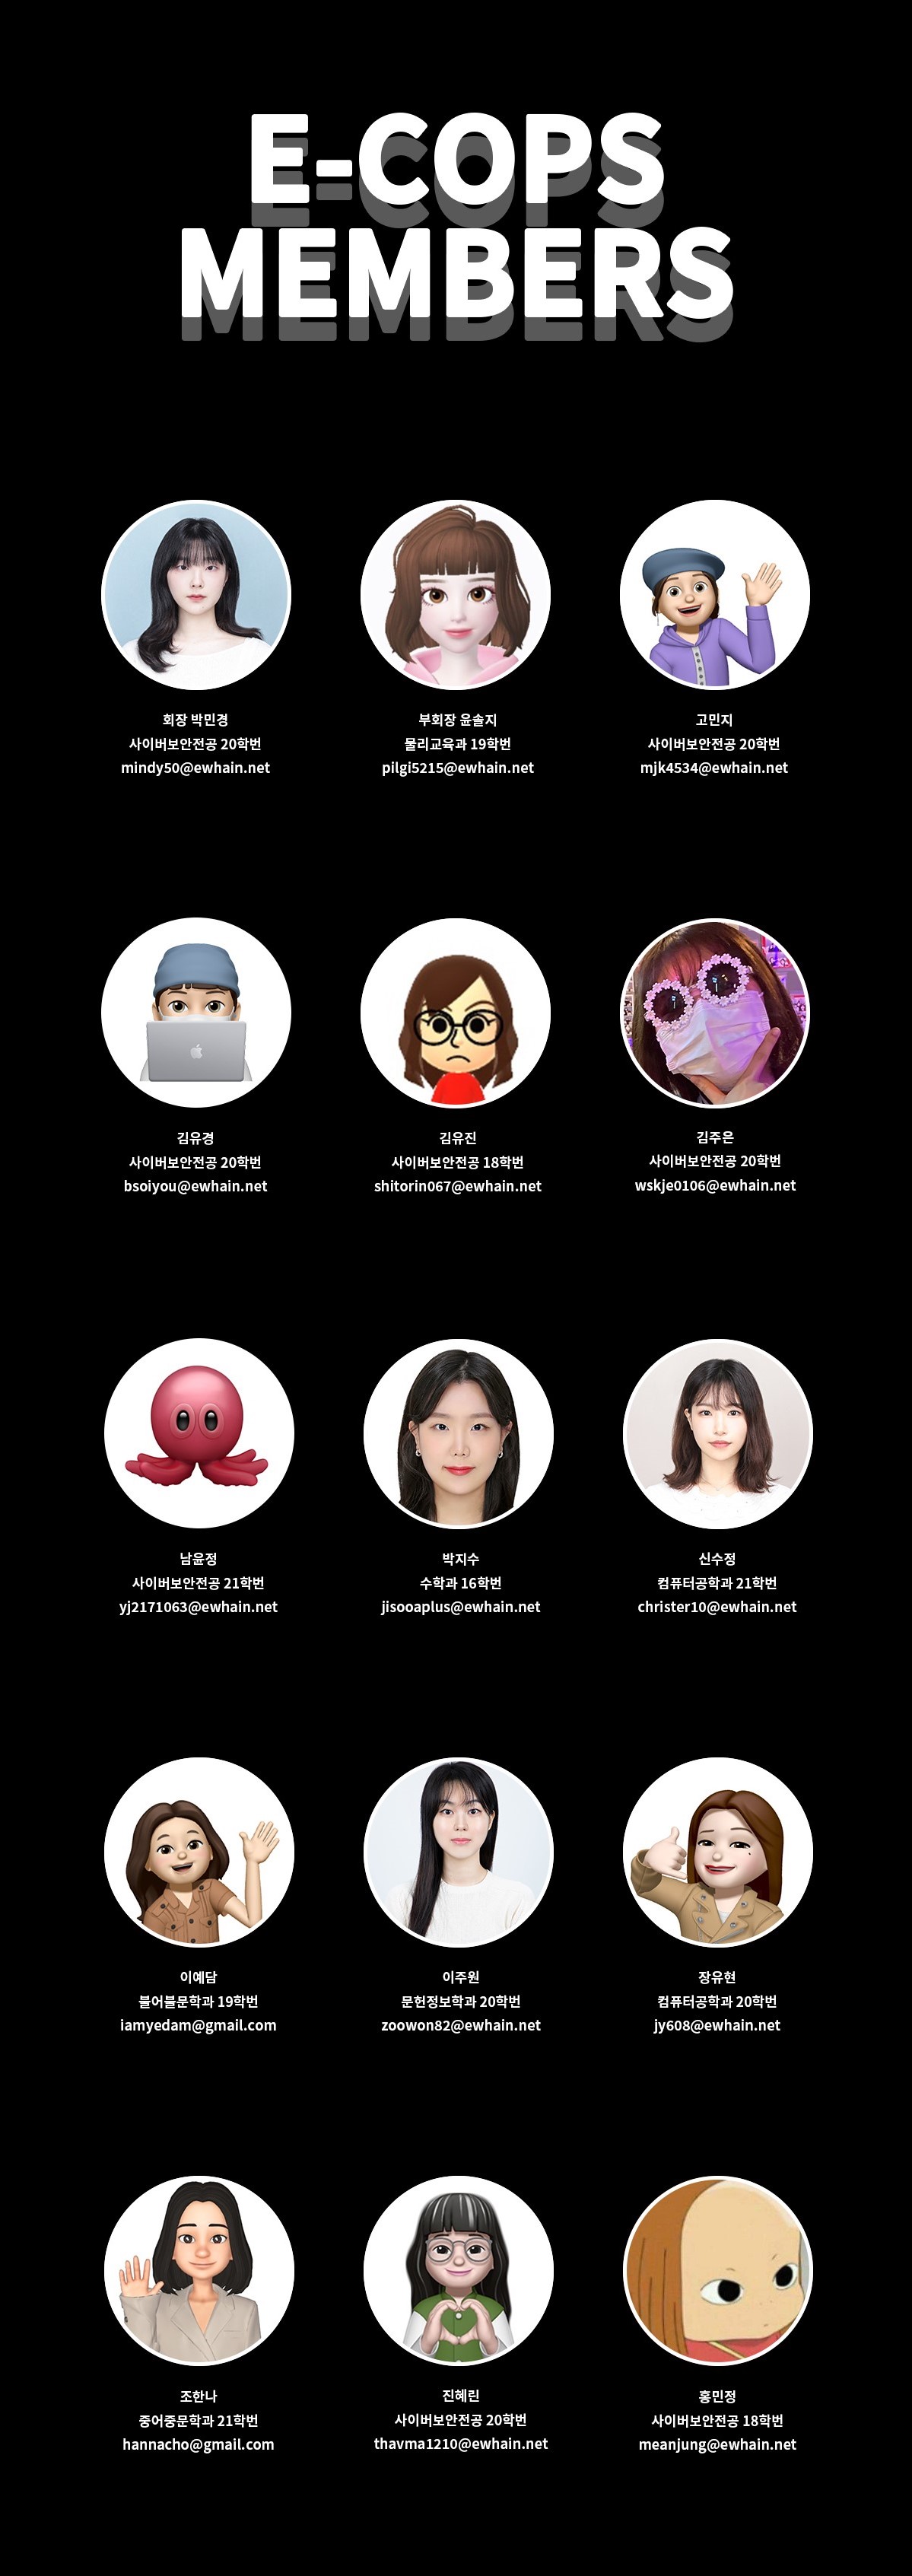 E-COPS
MEMBERS
회장 박민경
사이버보안전공 20학번
mindy50@ewhain.net
부회장 윤솔지
물리교육과 19학번
pilgi5215@ewhain.net
고민지
사이버보안전공 20학번
mjk4534@ewhain.net
김유경
사이버보안전공 20학번
bsoiyou@ewhain.net
김유진
사이버보안전공 18학번
shitorin067@ewhain.net
김주은
사이버보안전공 20학번
wskje0106@ewhain.net
남윤정
사이버보안전공 21학번
yj2171063@ewhain.net
박지수
수학과 16학번
jisooaplus@ewhain.net
신수정
컴퓨터공학과 21학번
christer10@ewhain.net
이예담
불어불문학과 19학번
iamyedam@gmail.com
이주원
문헌정보학과 20학번
zoowon82@ewhain.net
장유현
컴퓨터공학과 20학번
jy608@ewhain.net
조한나
중어중문학과 21학번
hannacho@gmail.com
진혜린
사이버보안전공 20학번
thavma1210@ewhain.net
홍민정
사이버보안전공 18학번
meanjung@ewhain.net